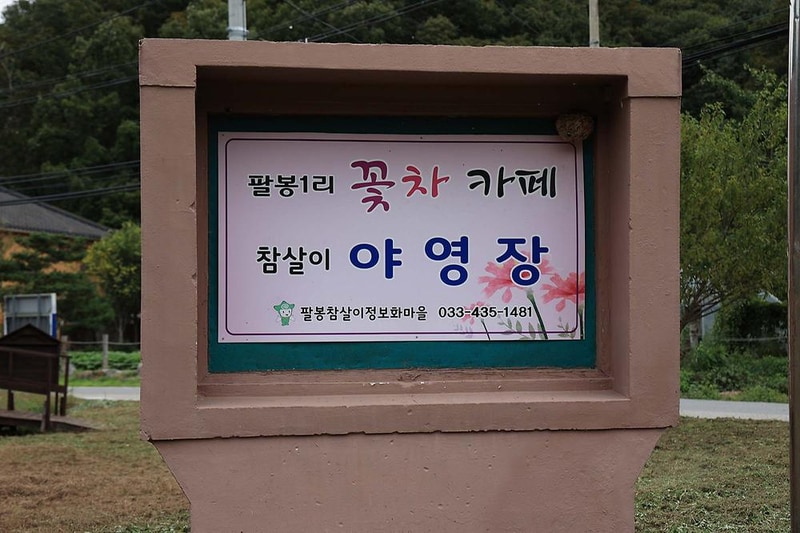 팔봉1리 꽃차 카페
참살이 야영장
팔봉참살이정보화마을 033-435-1481